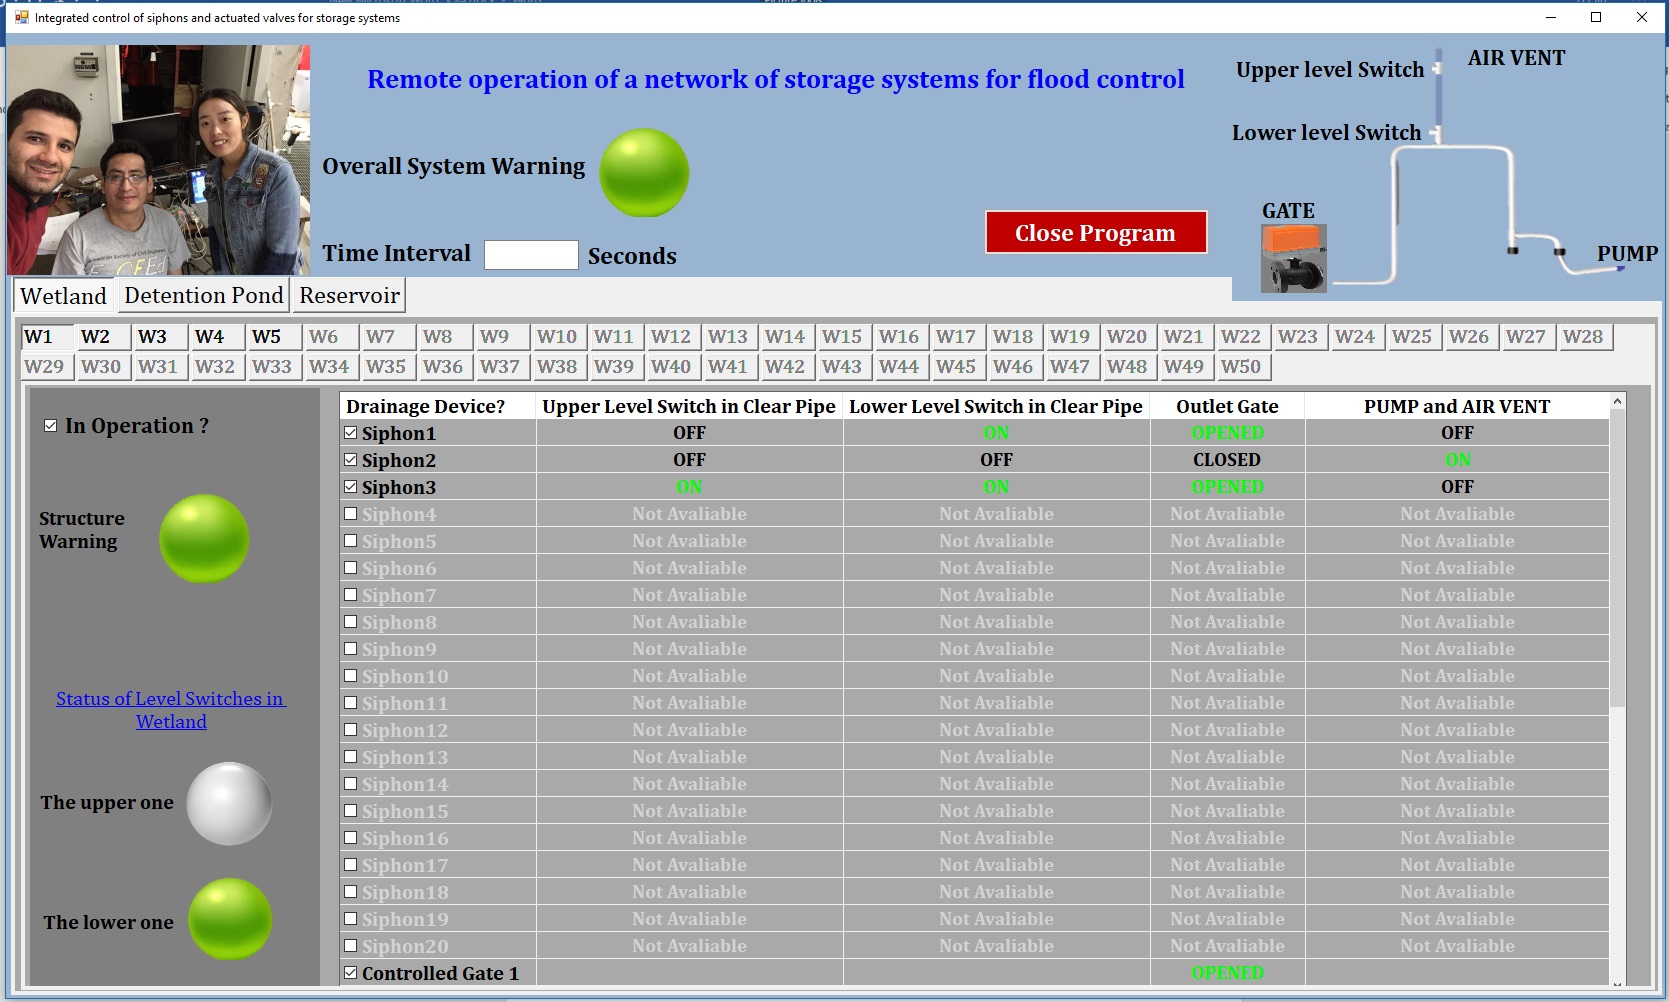 Integrated control of siphons and actuated valves for storage systems
Remote operation of a network of storage systems for flood control
Overall System Warning
Time Interval Seconds
Close Program
Upper level Switch
AIR VENT
Lower level Switch
GATE
PUMP
Wetland Detention Pond Reservoir
W1 W2 W3 W4 W5 W6 W7 W8 W9 W10 W11 W12 W13 W14 W15 W16 W17 W18 W19 W20 W21 W22 W23 W24 W25 W26 W27 W28
W29 W30 W31 W32 W33 W34 W35 W36 W37 W38 W39 W40 W41 W42 W43 W44 W45 W46 W47 W48 W49 W50
In Operation ?
Structure
Warning
Status of Level Switches in
Wetland
The upper one
The lower one
Drainage Device? Upper Level Switch in Clear Pipe Lower Level Switch in Clear Pipe Outlet Gate PUMP and AIR VENT
Siphon1 OFF ON OPENED OFF
Siphon2 OFF OFF CLOSED ON
Siphon3 ON ON OPENED OFF
Siphon4 Not Avaliable Not Avaliable Not Avaliable Not Avaliable
Siphon5 Not Avaliable Not Avaliable Not Avaliable Not Avaliable
Siphon6 Not Avaliable Not Avaliable Not Avaliable Not Avaliable
Siphon7 Not Avaliable Not Avaliable Not Avaliable Not Avaliable
Siphon8 Not Avaliable Not Avaliable Not Avaliable Not Avaliable
Siphon9 Not Avaliable Not Avaliable Not Avaliable Not Avaliable
Siphon10 Not Avaliable Not Avaliable Not Avaliable Not Avaliable
Siphon11 Not Avaliable Not Avaliable Not Avaliable Not Avaliable
Siphon12 Not Avaliable Not Avaliable Not Avaliable Not Avaliable
Siphon13 Not Avaliable Not Avaliable Not Avaliable Not Avaliable
Siphon14 Not Avaliable Not Avaliable Not Avaliable Not Avaliable
Siphon15 Not Avaliable Not Avaliable Not Avaliable Not Avaliable
Siphon16 Not Avaliable Not Avaliable Not Avaliable Not Avaliable
Siphon17 Not Avaliable Not Avaliable Not Avaliable Not Avaliable
Siphon18 Not Avaliable Not Avaliable Not Avaliable Not Avaliable
Siphon19 Not Avaliable Not Avaliable Not Avaliable Not Avaliable
Siphon20 Not Avaliable Not Avaliable Not Avaliable Not Avaliable
Controlled Gate 1 OPENED